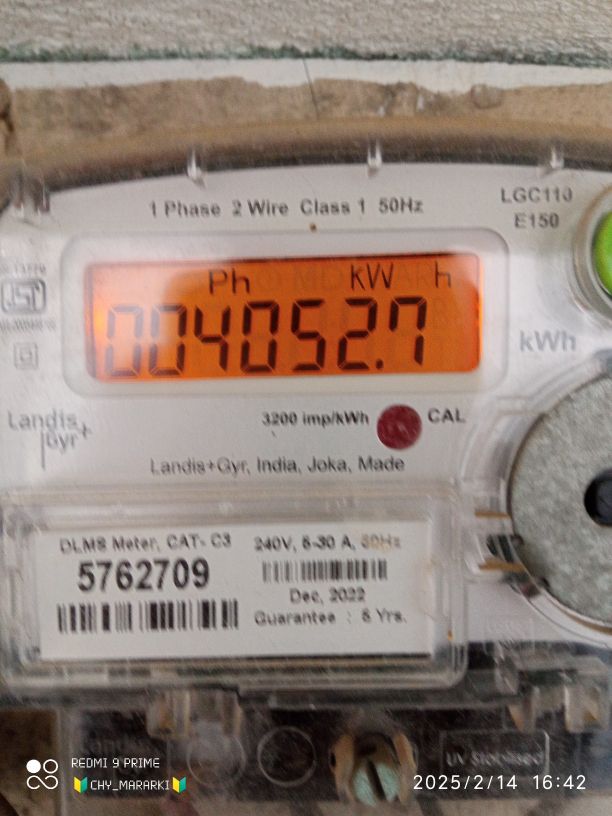 1 Phase 2 Wire Class 1 50Hz
LGC110
E150
Ph kW h
004052.7
kWh
Landis+
Gyr
3200 imp/kWh CAL
Landis+Gyr, India, Joka, Made
DLMS Meter, CAT- C3
240V, 5-30 A, 50Hz
5762709
Dec, 2022
Guarantee : 5 Yrs.
UV Stabilised
REDMI 9 PRIME
CHY_MARARKI
2025/2/14 16:42